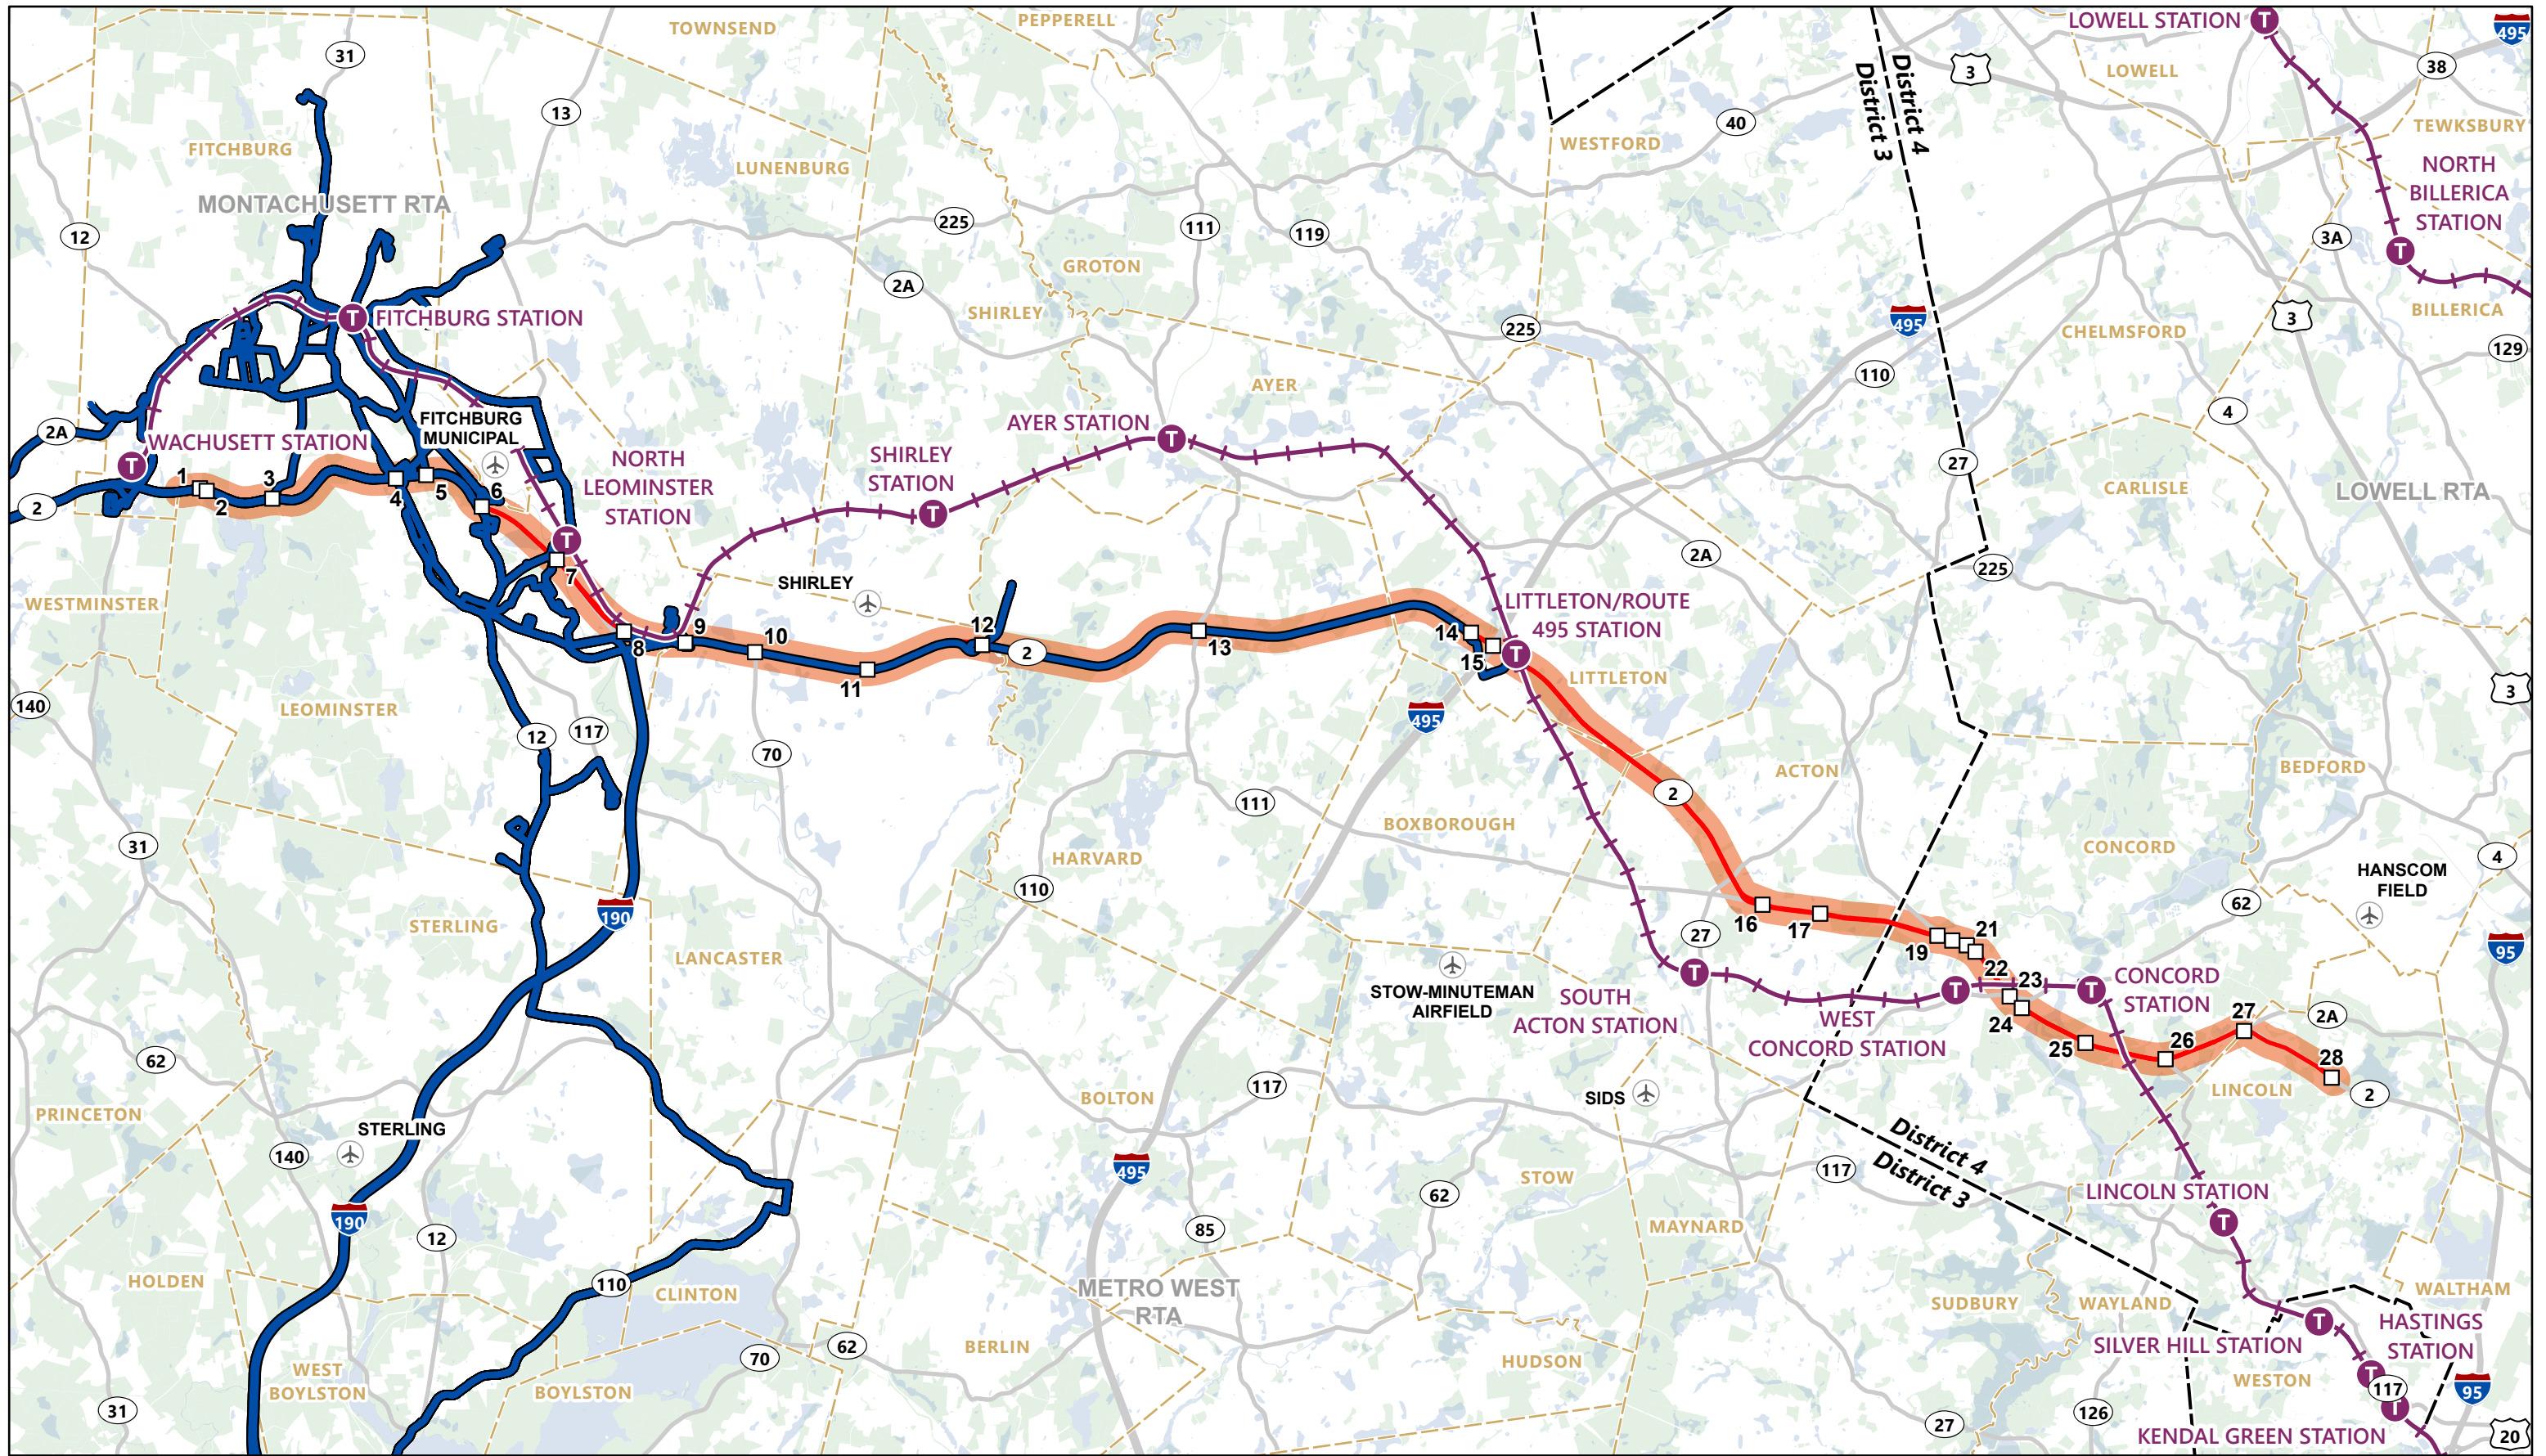 TOWNSEND
PEPPERELL
LOWELL STATION
T
495
31
3
District 4
District 3
LOWELL
38
13
40
TEWKSBURY
FITCHBURG
WESTFORD
LUNENBURG
NORTH
BILLERICA
STATION
MONTACHUSETT RTA
12
225
111
119
3A
T
GROTON
2A
SHIRLEY
BILLERICA
T
FITCHBURG STATION
225
495
CHELMSFORD
3
129
110
AYER
4
FITCHBURG
MUNICIPAL
AYER STATION
T
2A
WACHUSETT STATION
T
SHIRLEY
STATION
T
NORTH
LEOMINSTER
STATION
T
27
CARLISLE
LOWELL RTA
1
2
3
4
5
6
7
2
2A
225
SHIRLEY
WESTMINSTER
LITTLETON/ROUTE
495 STATION
T
8
9
10
11
12
2
13
14
15
LITTLETON
3
140
LEOMINSTER
495
12
117
70
ACTON
BEDFORD
2
111
BOXBOROUGH
31
HARVARD
CONCORD
4
HANSCOM
FIELD
110
62
190
STERLING
16
17
19
21
22
23
24
25
26
27
28
27
T
95
LANCASTER
STOW-MINUTEMAN
AIRFIELD
SOUTH
ACTON STATION
T
WEST
CONCORD STATION
T
CONCORD
STATION
2A
62
BOLTON
117
SIDS
LINCOLN
2
PRINCETON
STERLING
140
District 4
District 3
495
STOW
117
62
LINCOLN STATION
T
190
12
85
MAYNARD
HOLDEN
110
CLINTON
METRO WEST
RTA
SUDBURY
WAYLAND
WALTHAM
T
SILVER HILL STATION
HASTINGS
STATION
62
BERLIN
70
HUDSON
WEST
BOYLSTON
BOYLSTON
WESTON
T
117
T
95
31
27
126
KENDAL GREEN STATION
20